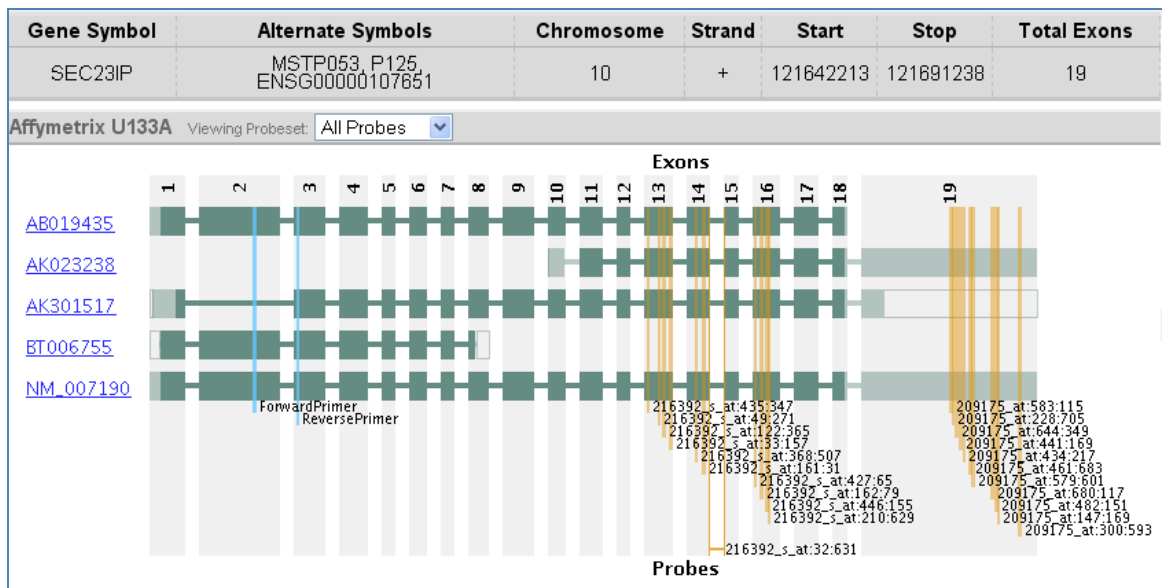 Gene Symbol Alternate Symbols Chromosome Strand Start Stop Total Exons
SEC23IP MSTP053, P125, ENSG00000107651 10 + 121642213 121691238 19
Affymetrix U133A Viewing Probeset: All Probes
Exons
1 2 3 4 5 6 7 8 9 10 11 12 13 14 15 16 17 18 19
AB019435
AK023238
AK301517
BT006755
NM_007190
ForwardPrimer
ReversePrimer
216392_s_at:435:347
216392_s_at:49:271
216392_s_at:122:365
216392_s_at:33:157
216392_s_at:368:507
216392_s_at:161:31
216392_s_at:427:65
216392_s_at:162:79
216392_s_at:446:155
216392_s_at:210:629
216392_s_at:32:631
209175_at:583:115
209175_at:228:705
209175_at:644:349
209175_at:441:169
209175_at:434:217
209175_at:461:683
209175_at:579:601
209175_at:680:117
209175_at:482:151
209175_at:147:169
209175_at:300:593
Probes